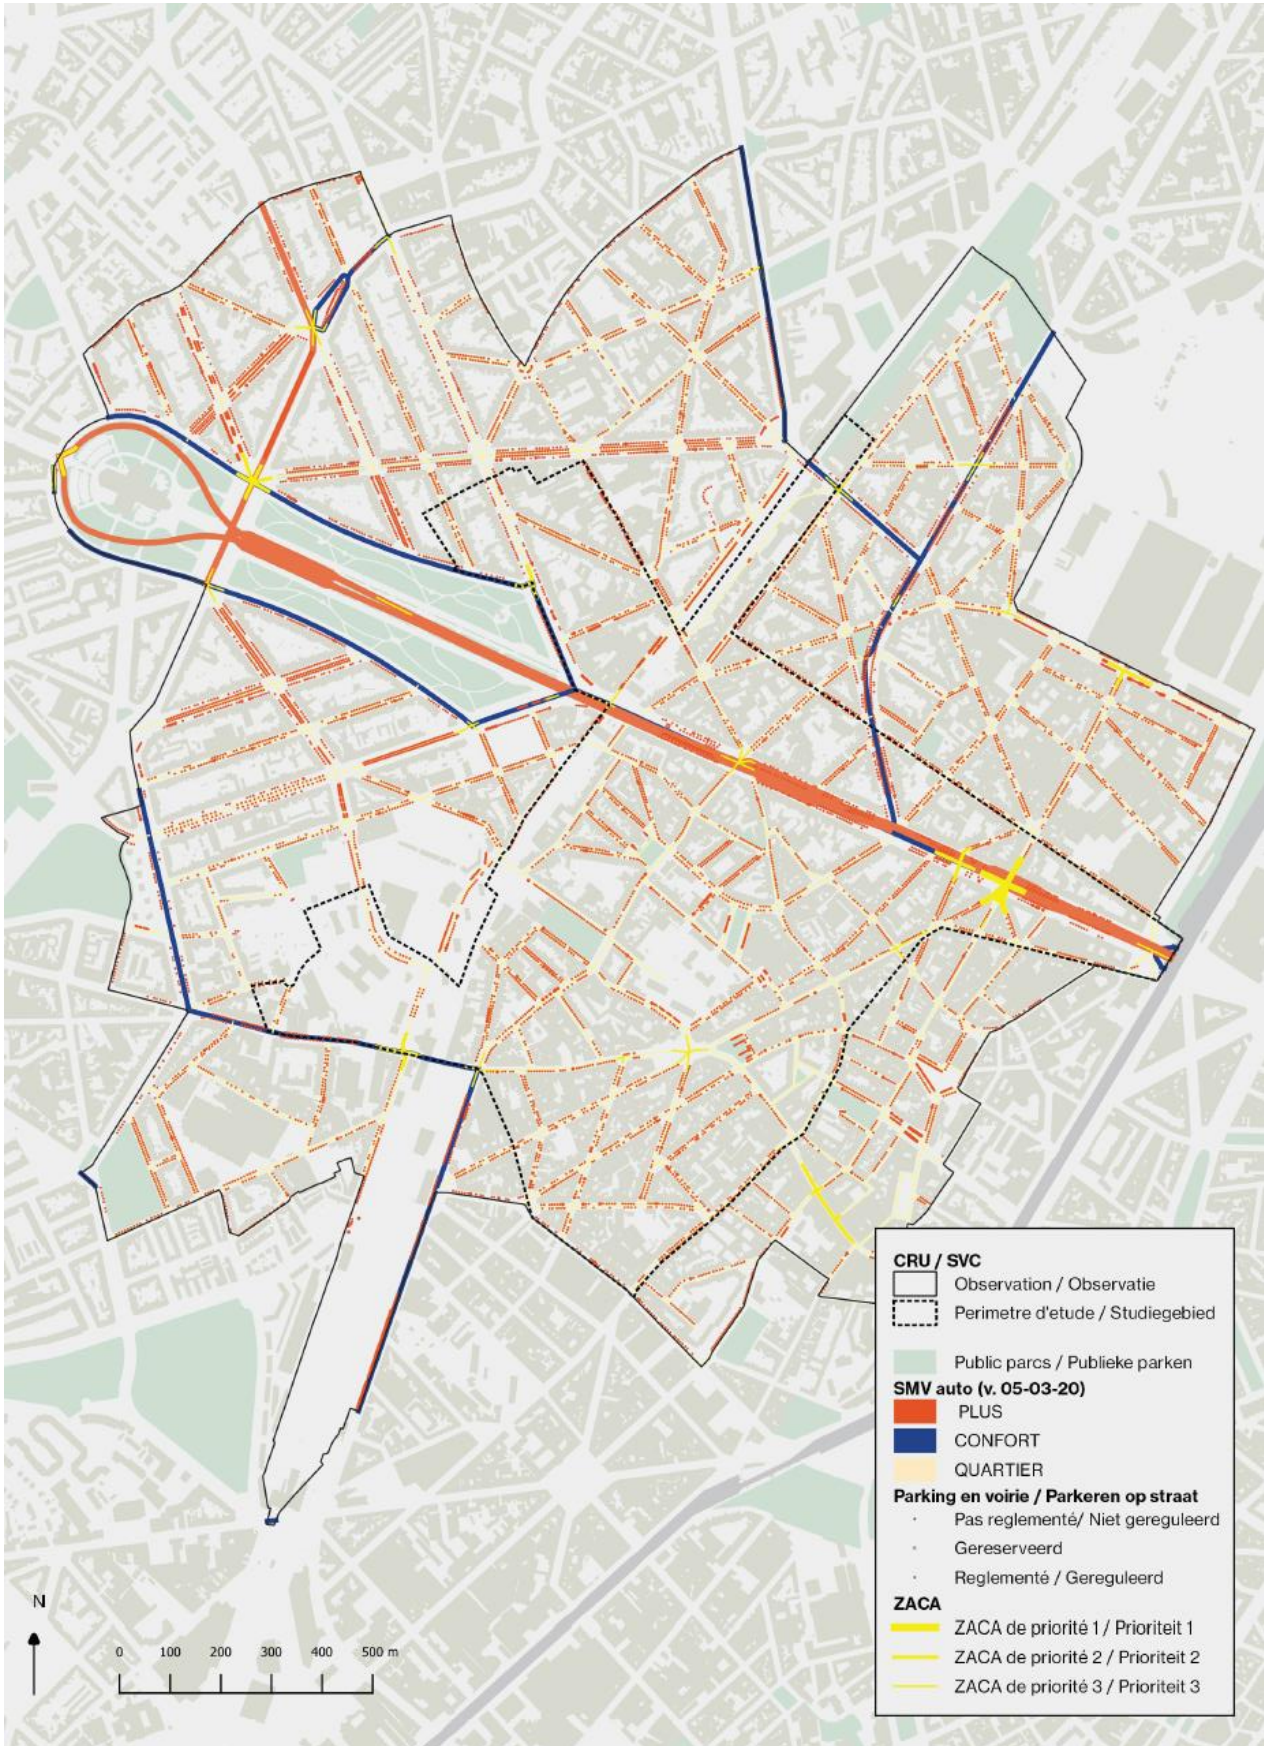 CRU / SVC
Observation / Observatie
Perimetre d'etude / Studiegebied
Public parcs / Publieke parken
SMV auto (v. 05-03-20)
PLUS
CONFORT
QUARTIER
Parking en voirie / Parkeren op straat
Pas reglementé/ Niet gereguleerd
Gereserveerd
Reglementé / Gereguleerd
ZACA
ZACA de priorité 1 / Prioriteit 1
ZACA de priorité 2 / Prioriteit 2
ZACA de priorité 3 / Prioriteit 3
N
0 100 200 300 400 500 m